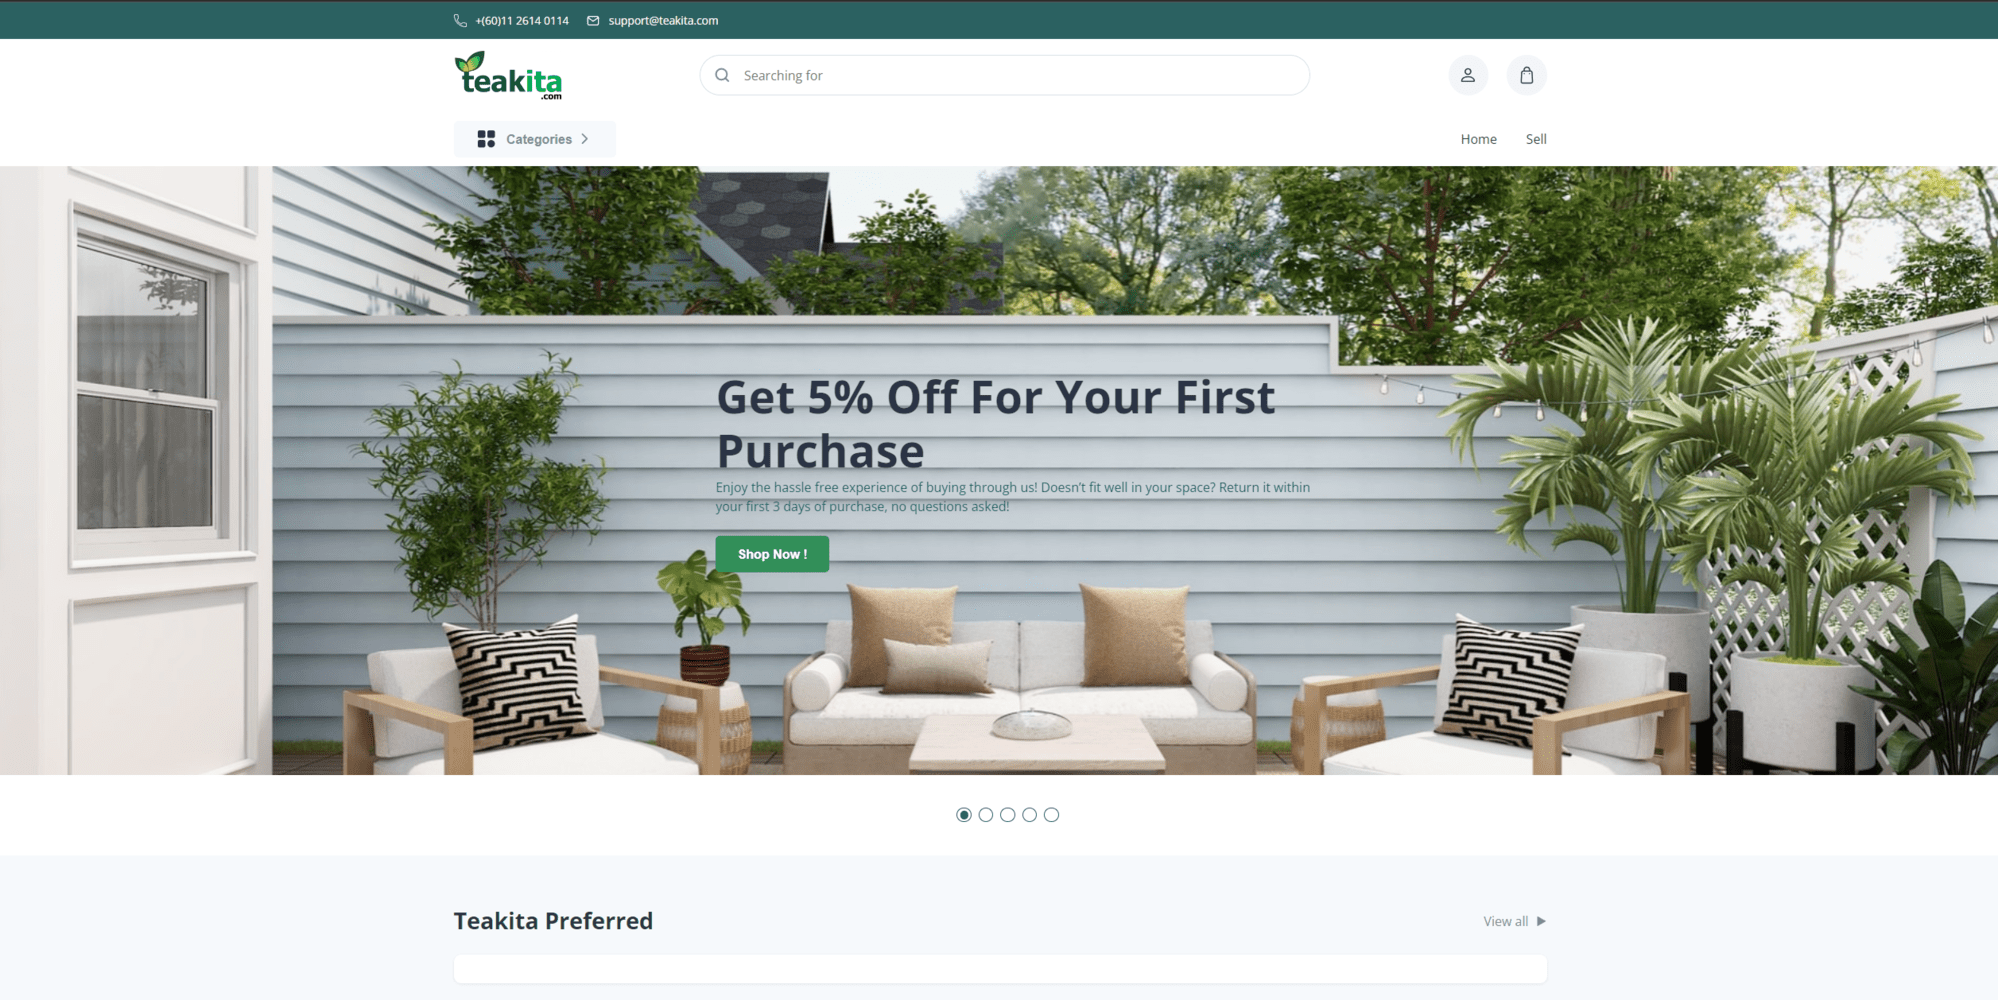 +(60)11 2614 0114 support@teakita.com
teakita
.com
Searching for
Categories
Home Sell
Get 5% Off For Your First
Purchase
Enjoy the hassle free experience of buying through us! Doesn’t fit well in your space? Return it within
your first 3 days of purchase, no questions asked!
Shop Now !
Teakita Preferred
View all